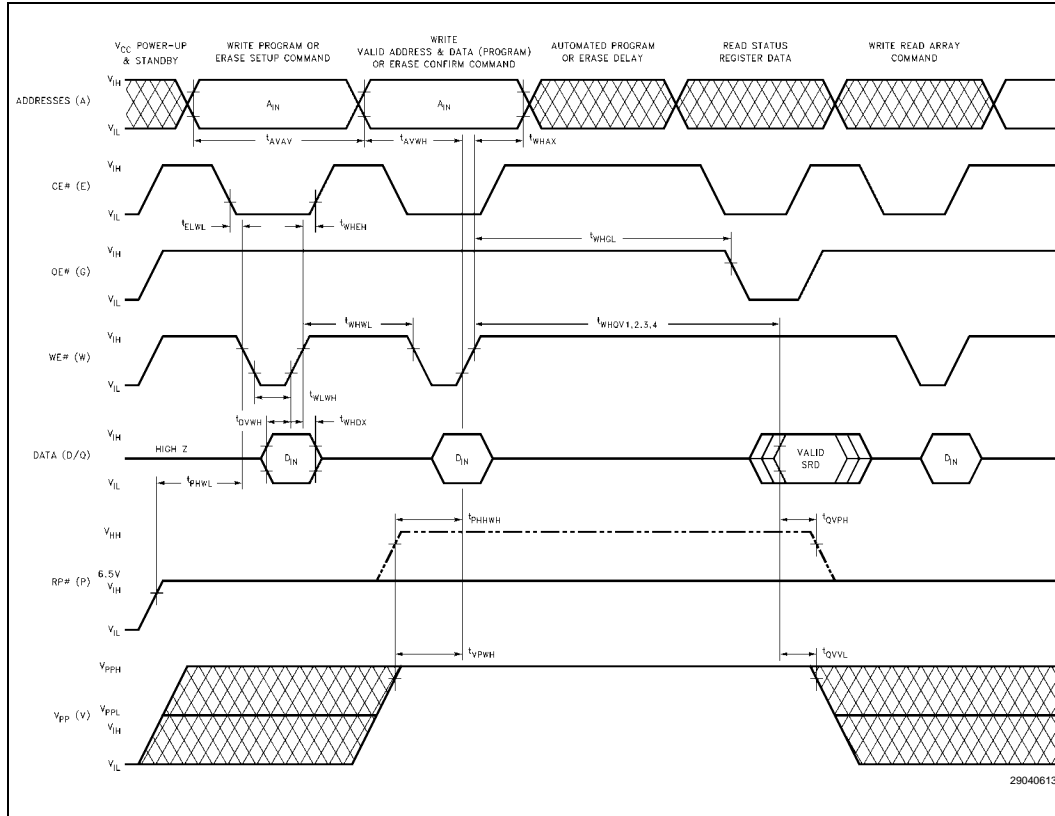 VCC POWER-UP
& STANDBY
WRITE PROGRAM OR
ERASE SETUP COMMAND
WRITE
VALID ADDRESS & DATA (PROGRAM)
OR ERASE CONFIRM COMMAND
AUTOMATED PROGRAM
OR ERASE DELAY
READ STATUS
REGISTER DATA
WRITE READ ARRAY
COMMAND
VIH
ADDRESSES (A)
AIN
AIN
VIL
tAVAV
tAVWH
tWHAX
VIH
CE# (E)
VIL
tELWL
tWHEH
VIH
tWHGL
OE# (G)
VIL
tWHWL
tWHQV1,2.3,4
VIH
WE# (W)
VIL
tWLWH
tDVWH
tWHDX
VIH
HIGH Z
DATA (D/Q)
DIN
DIN
VALID
SRD
DIN
VIL
tPHWL
tPHHWH
tQVPH
VHH
6.5V
RP# (P)
VIH
VIL
tVPWH
tQVVL
VPPH
VPP (V)
VPPL
VIH
VIL
29040613